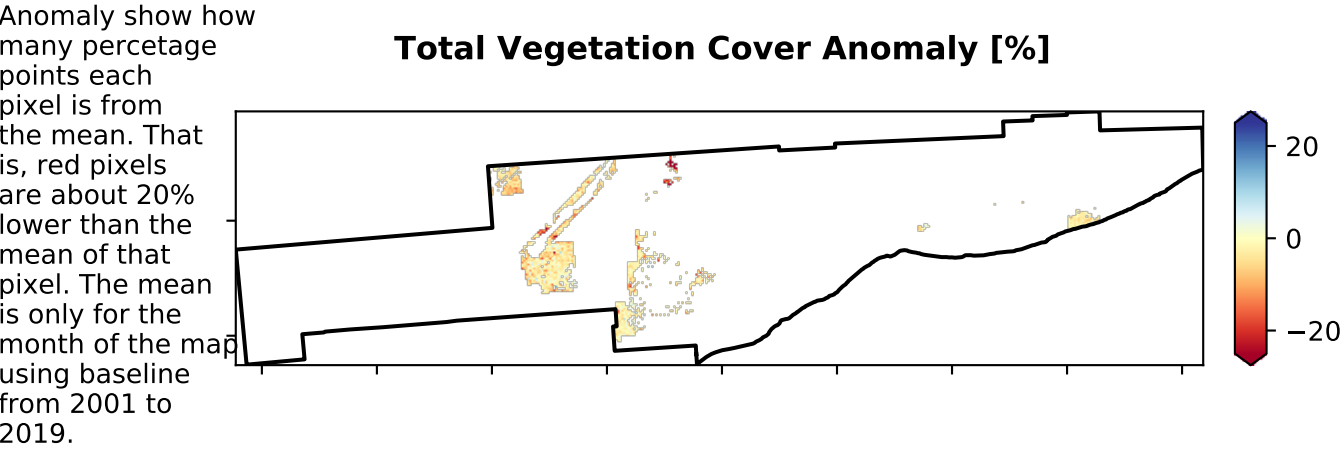 Anomaly show how
many percetage
points each
pixel is from
the mean. That
is, red pixels
are about 20%
lower than the
mean of that
pixel. The mean
is only for the
month of the map
using baseline
from 2001 to
2019.
Total Vegetation Cover Anomaly [%]
20
0
−20